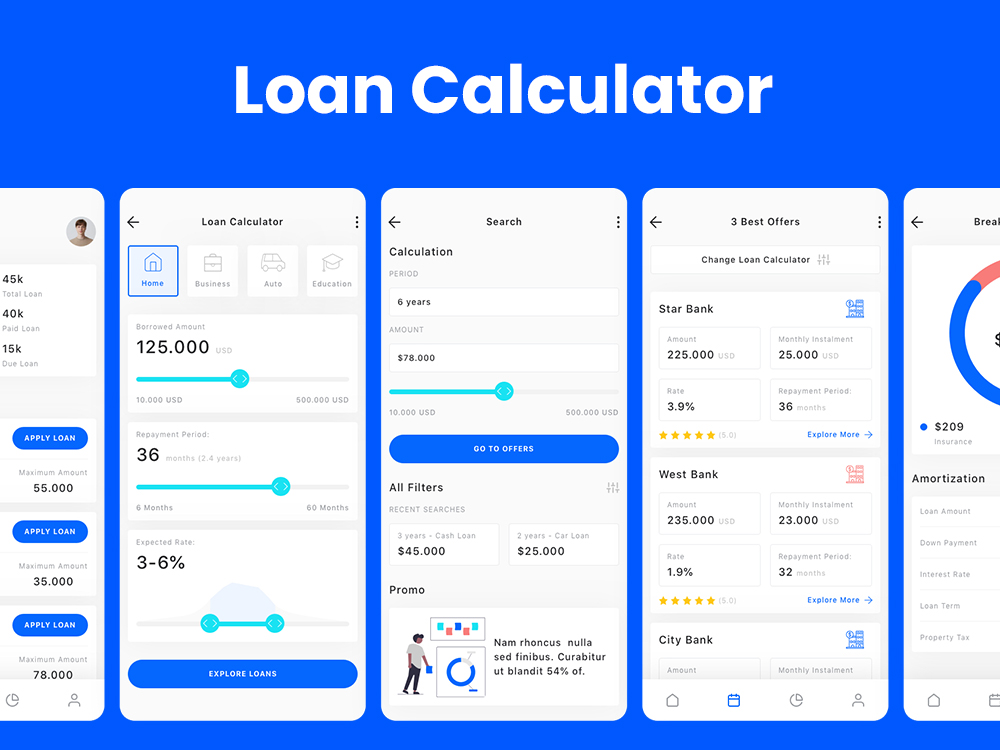 Loan Calculator
45k
Total Loan
40k
Paid Loan
15k
Due Loan
APPLY LOAN
Maximum Amount
55.000
APPLY LOAN
Maximum Amount
35.000
APPLY LOAN
Maximum Amount
78.000
Loan Calculator
Home
Business
Auto
Education
Borrowed Amount
125.000 USD
10.000 USD
500.000 USD
Repayment Period:
36 months (2.4 years)
6 Months
60 Months
Expected Rate:
3-6%
EXPLORE LOANS
Search
Calculation
PERIOD
6 years
AMOUNT
$78.000
10.000 USD
500.000 USD
GO TO OFFERS
All Filters
RECENT SEARCHES
3 years - Cash Loan
$45.000
2 years - Car Loan
$25.000
Promo
Nam rhoncus nulla
sed finibus. Curabitur
ut blandit 54% of.
3 Best Offers
Change Loan Calculator
Star Bank
Amount
225.000 USD
Monthly Instalment
25.000 USD
Rate
3.9%
Repayment Period:
36 months
(5.0)
Explore More
West Bank
Amount
235.000 USD
Monthly Instalment
23.000 USD
Rate
1.9%
Repayment Period:
32 months
(5.0)
Explore More
City Bank
Amount
Monthly Instalment
Break
$
$209
Insurance
Amortization
Loan Amount
Down Payment
Interest Rate
Loan Term
Property Tax